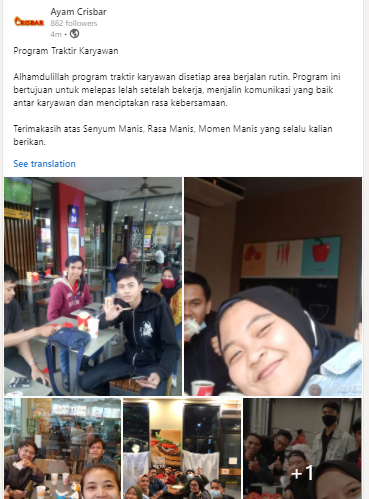 Ayam Crisbar
CRISBAR
882 followers
4m •
Program Traktir Karyawan
Alhamdulillah program traktir karyawan disetiap area berjalan rutin. Program ini
bertujuan untuk melepas lelah setelah bekerja, menjalin komunikasi yang baik
antar karyawan dan menciptakan rasa kebersamaan.
Terimakasih atas Senyum Manis, Rasa Manis, Momen Manis yang selalu kalian
berikan.
See translation
+1